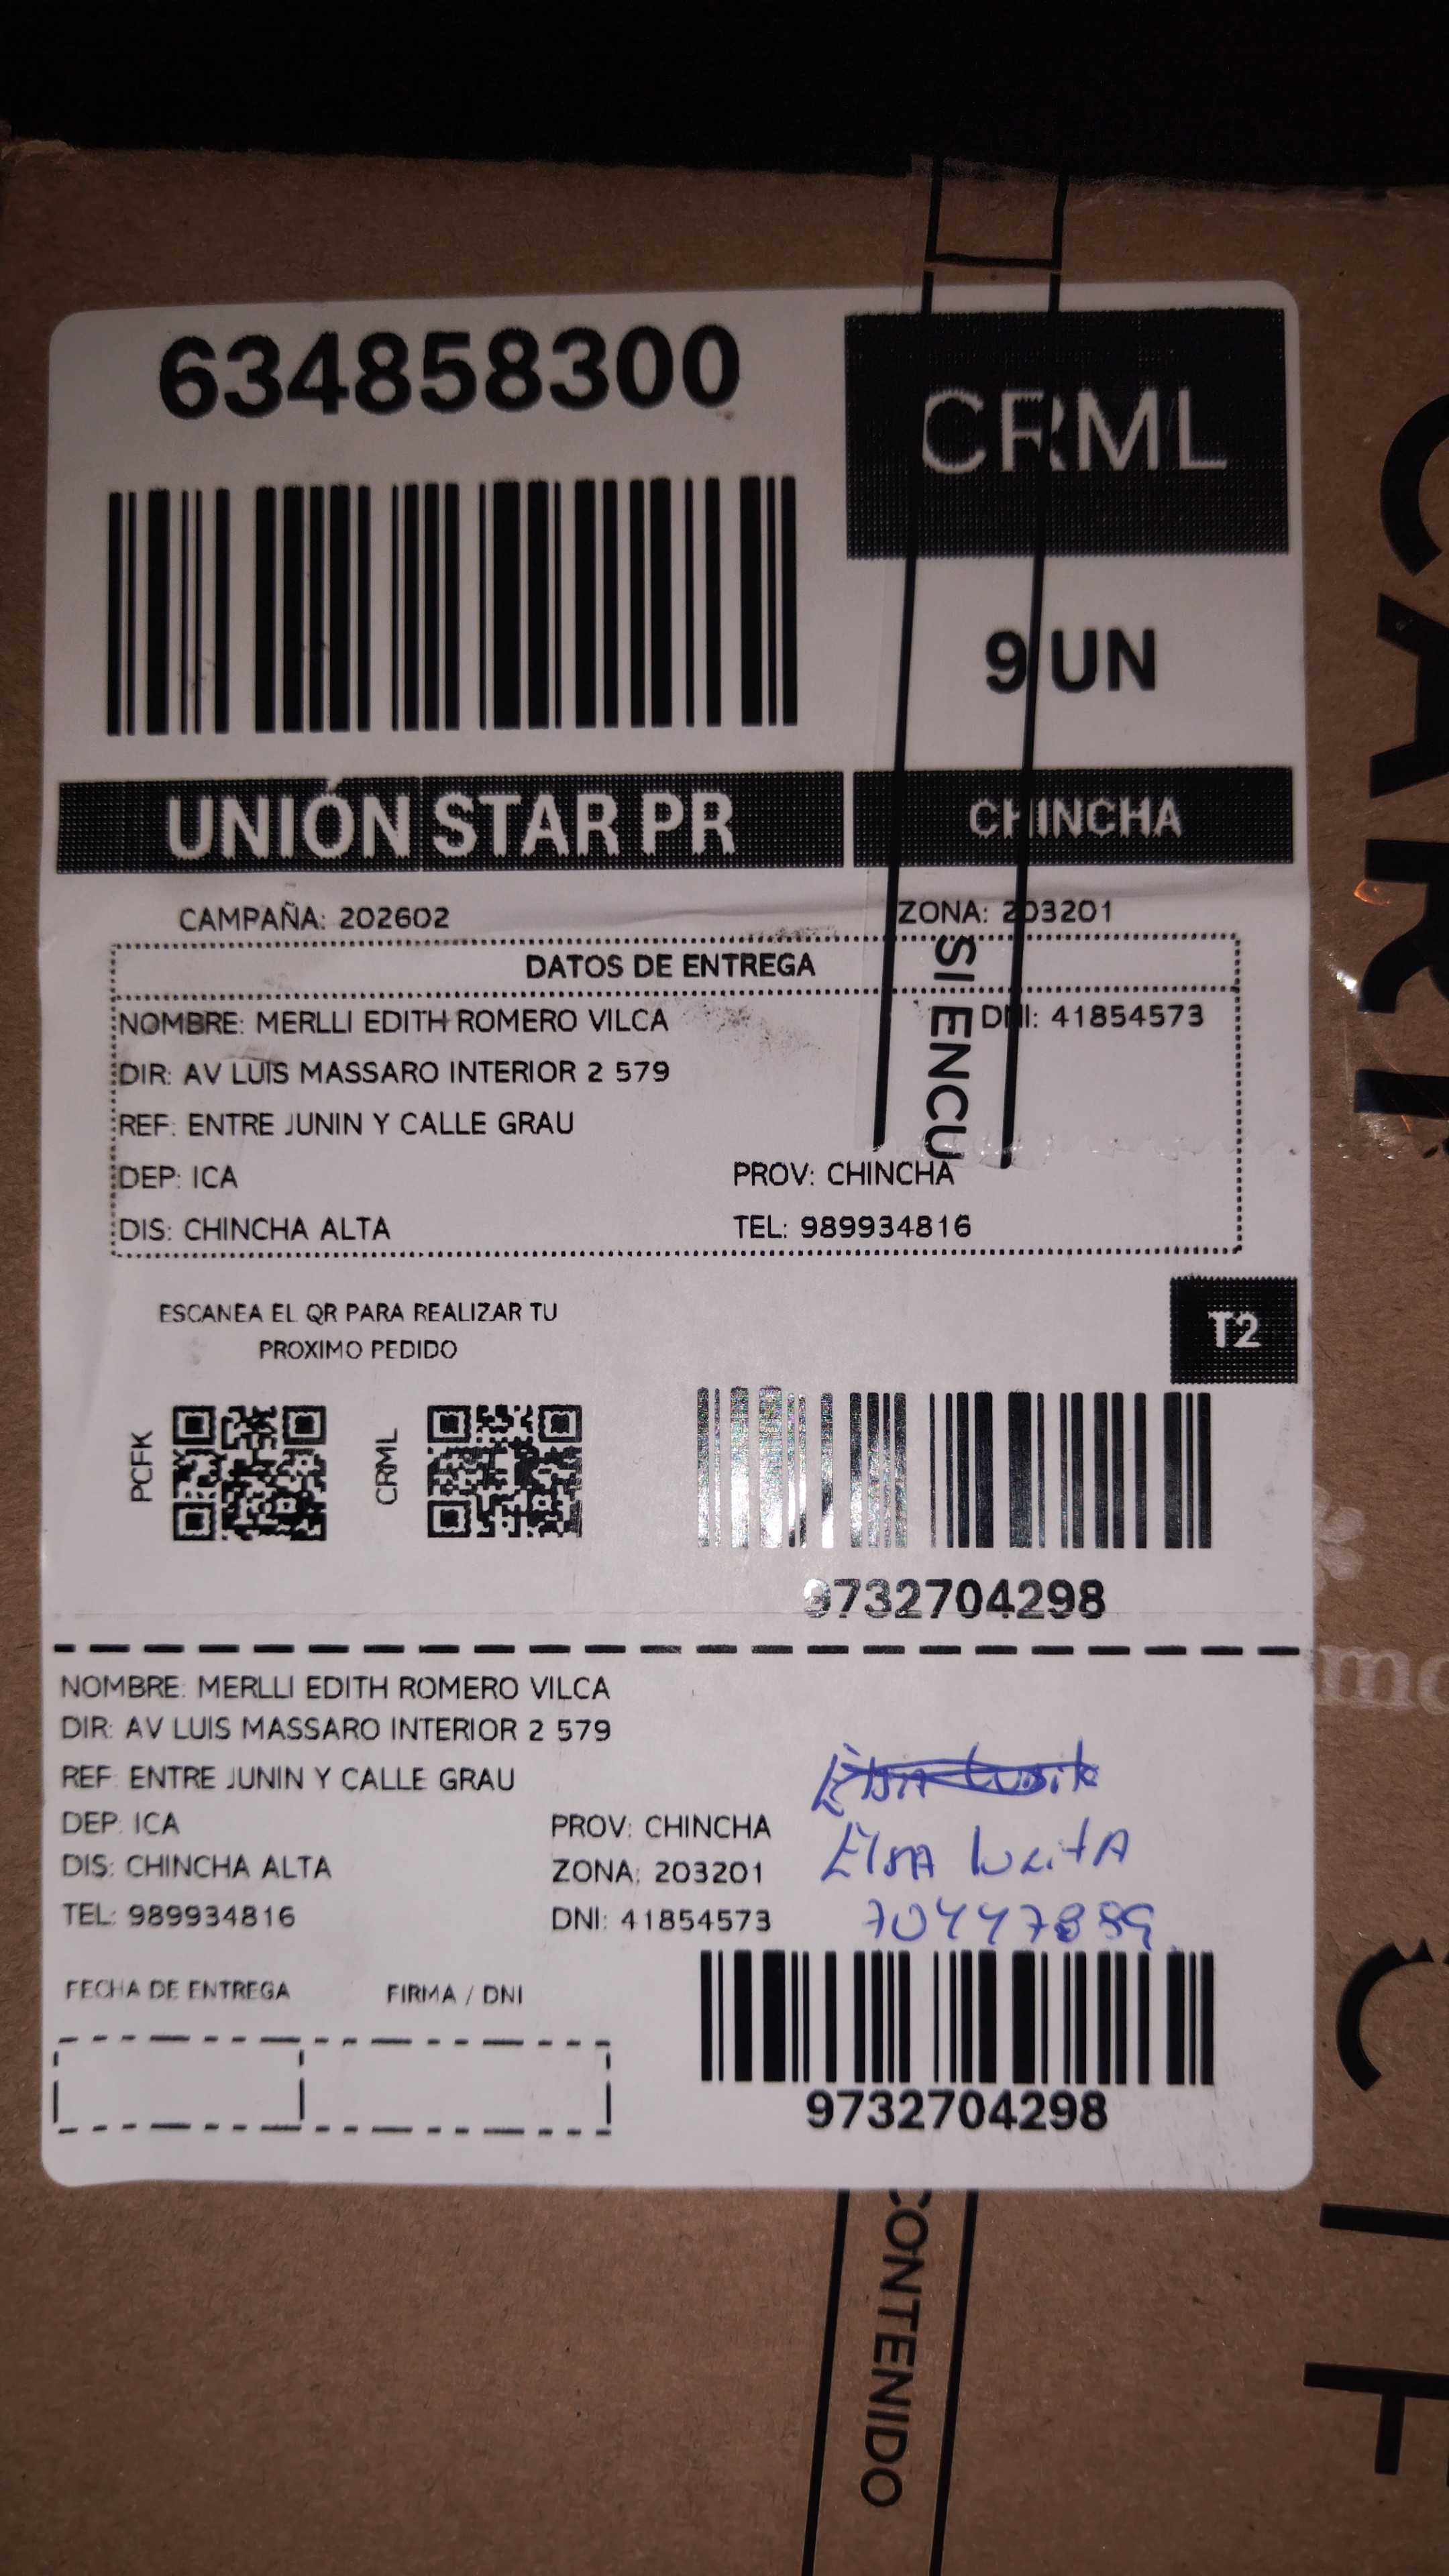 634858300
CRML
9 UN
UNIÓN STAR PR
CHINCHA
CAMPAÑA: 202602
ZONA: 203201
DATOS DE ENTREGA
NOMBRE: MERLLI EDITH ROMERO VILCA
DNI: 41854573
DIR: AV LUIS MASSARO INTERIOR 2 579
REF: ENTRE JUNIN Y CALLE GRAU
DEP: ICA
PROV: CHINCHA
DIS: CHINCHA ALTA
TEL: 989934816
SI ENCU
ESCANEA EL QR PARA REALIZAR TU
PROXIMO PEDIDO
T2
PCFK
CRML
9732704298
NOMBRE: MERLLI EDITH ROMERO VILCA
DIR: AV LUIS MASSARO INTERIOR 2 579
REF: ENTRE JUNIN Y CALLE GRAU
DEP: ICA
PROV: CHINCHA
DIS: CHINCHA ALTA
ZONA: 203201
TEL: 989934816
DNI: 41854573
Elsa
FECHA DE ENTREGA
FIRMA / DNI
9732704298
CONTENIDO